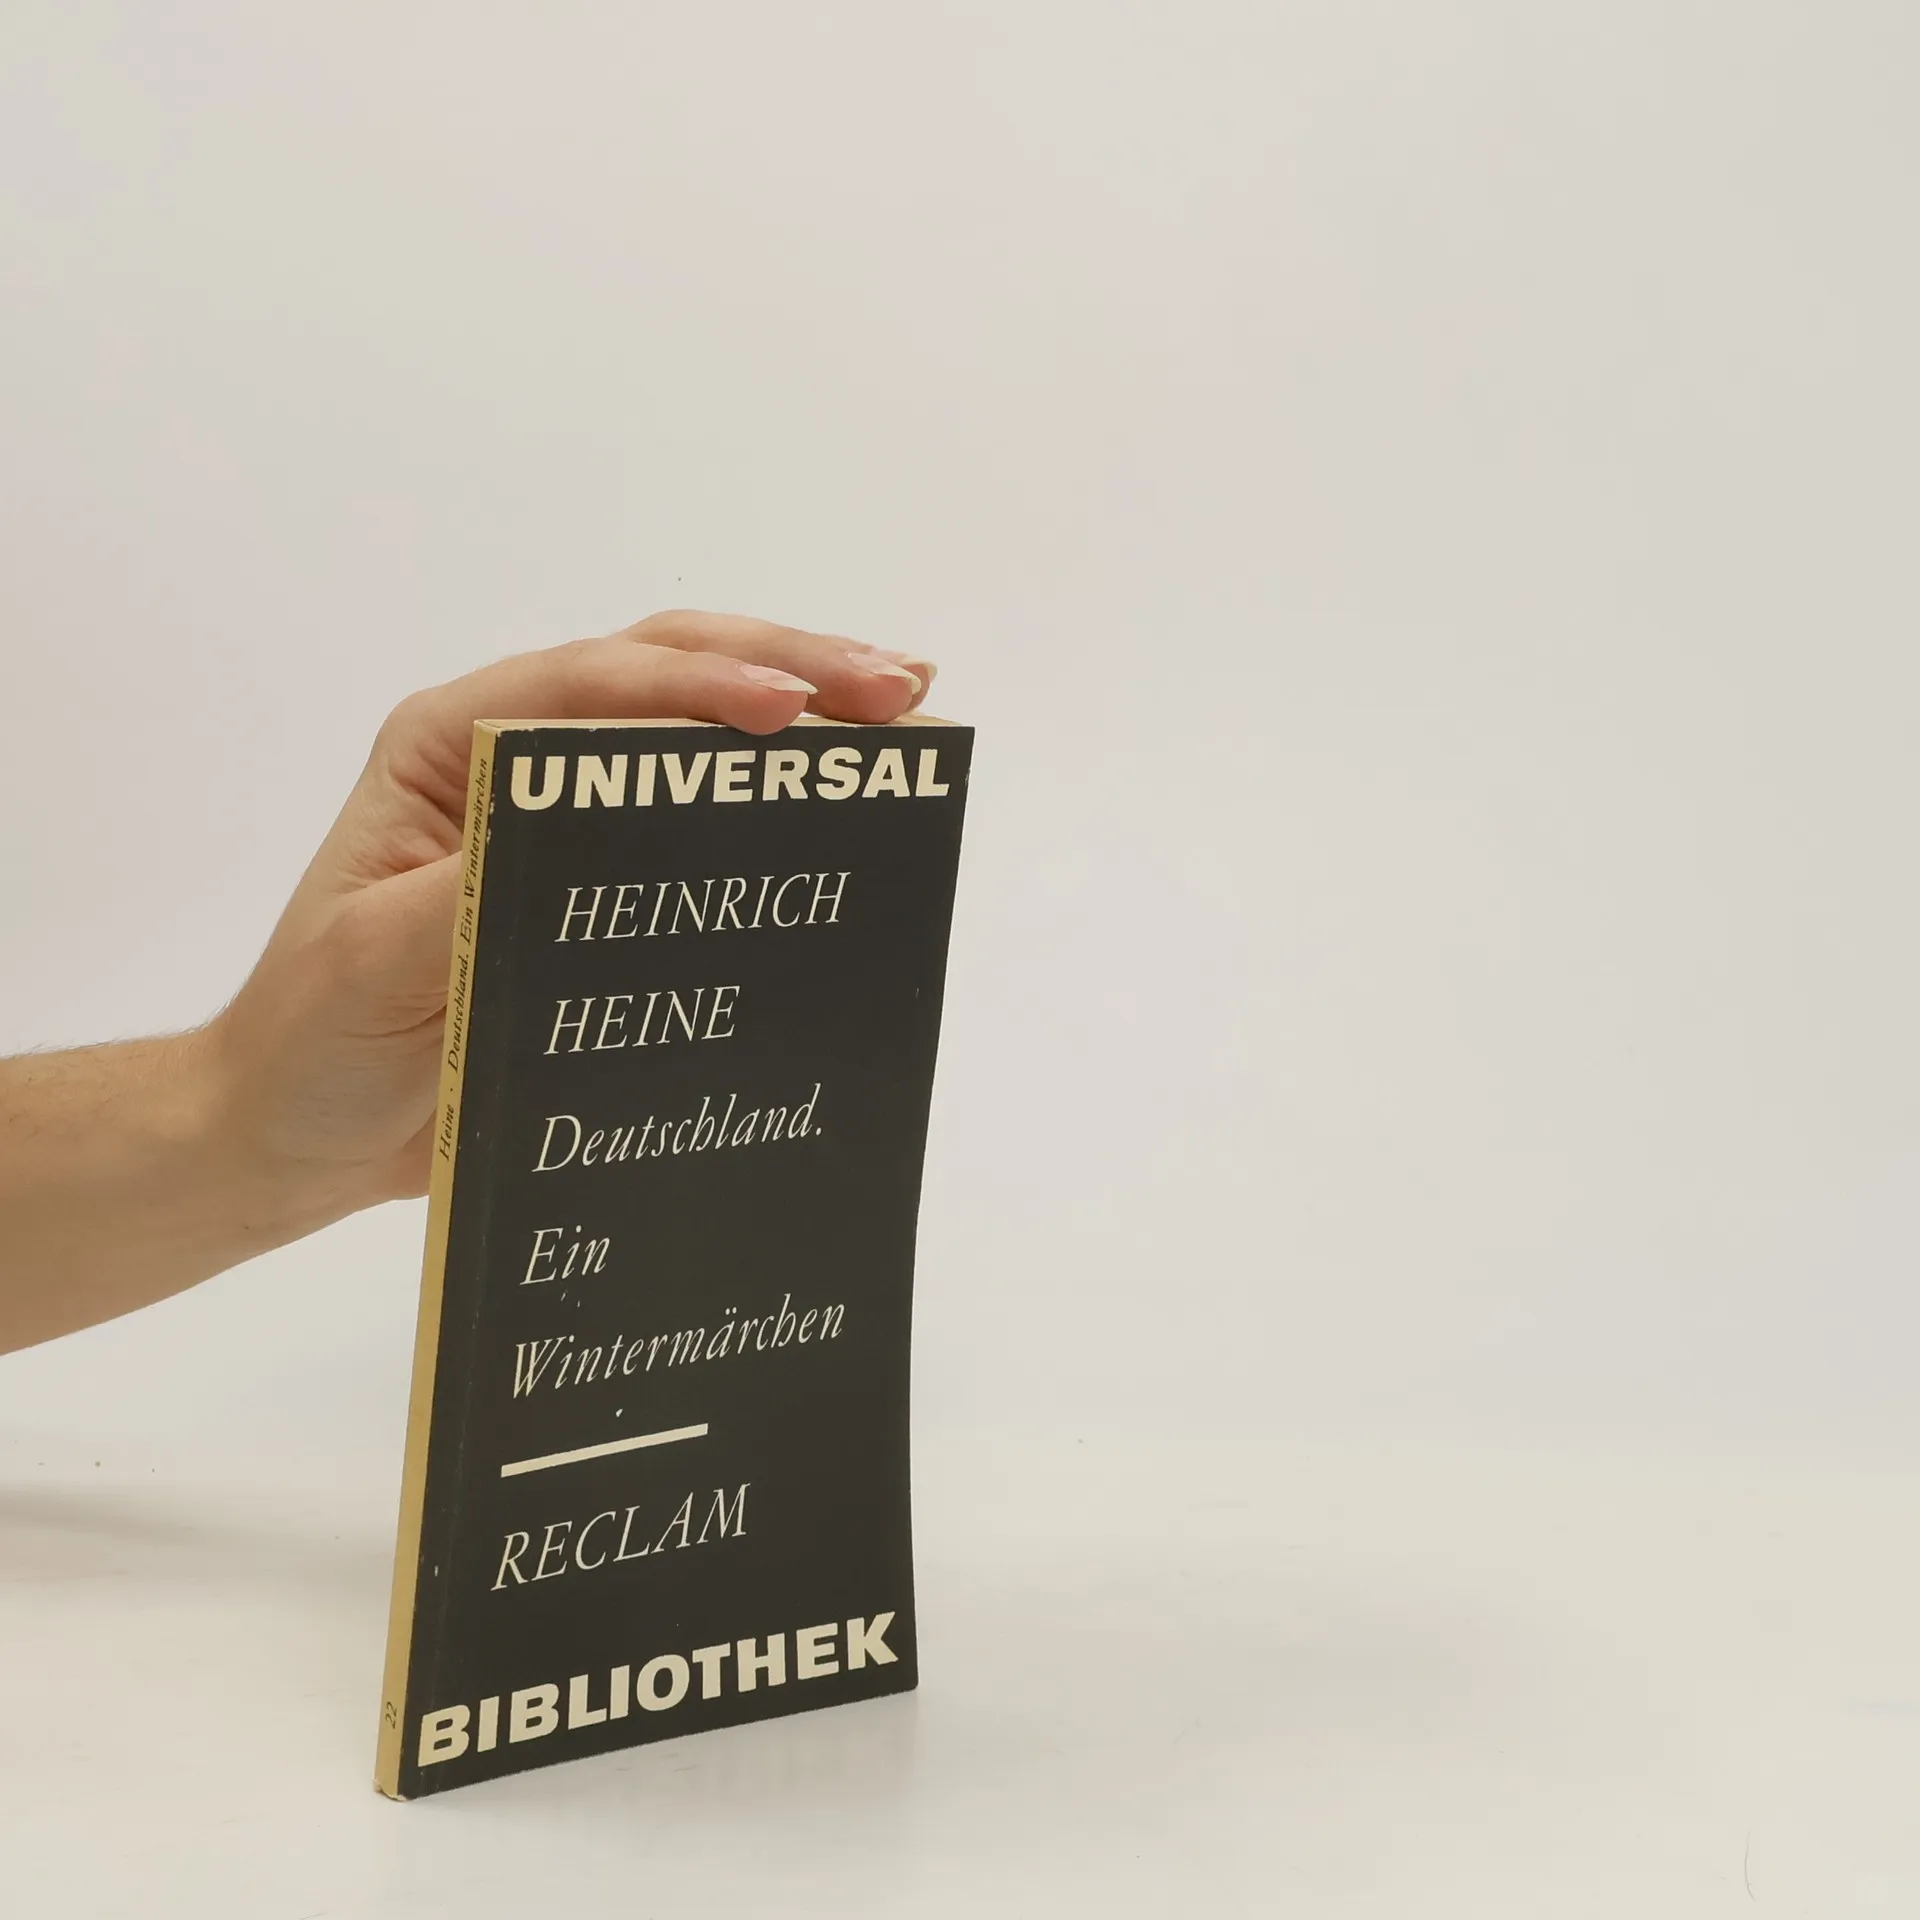 UNIVERSAL
HEINRICH
HEINE
Deutschland.
Ein
Wintermärchen
RECLAM
BIBLIOTHEK
Heine · Deutschland. Ein Wintermärchen
22